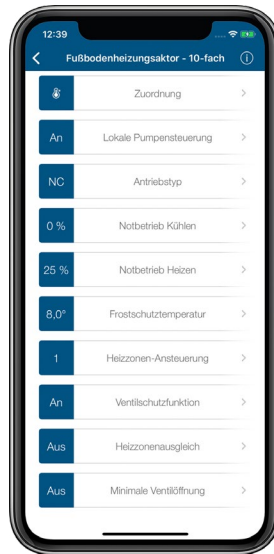 12:39
Fußbodenheizungsaktor - 10-fach
Zuordnung
An Lokale Pumpensteuerung
NC Antriebstyp
0 % Notbetrieb Kühlen
25 % Notbetrieb Heizen
8,0° Frostschutztemperatur
1 Heizzonen-Ansteuerung
An Ventilschutzfunktion
Aus Heizzonenausgleich
Aus Minimale Ventilöffnung